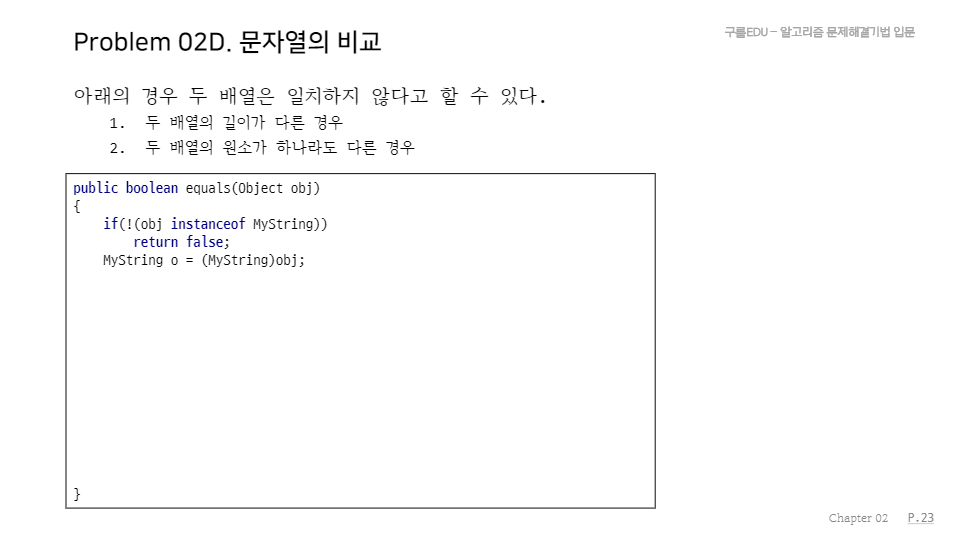 Problem 02D. 문자열의 비교
구름EDU – 알고리즘 문제해결기법 입문
아래의 경우 두 배열은 일치하지 않다고 할 수 있다.
1. 두 배열의 길이가 다른 경우
2. 두 배열의 원소가 하나라도 다른 경우
public boolean equals(Object obj)
{
    if(!(obj instanceof MyString))
        return false;
    MyString o = (MyString)obj;
}
Chapter 02 P.23